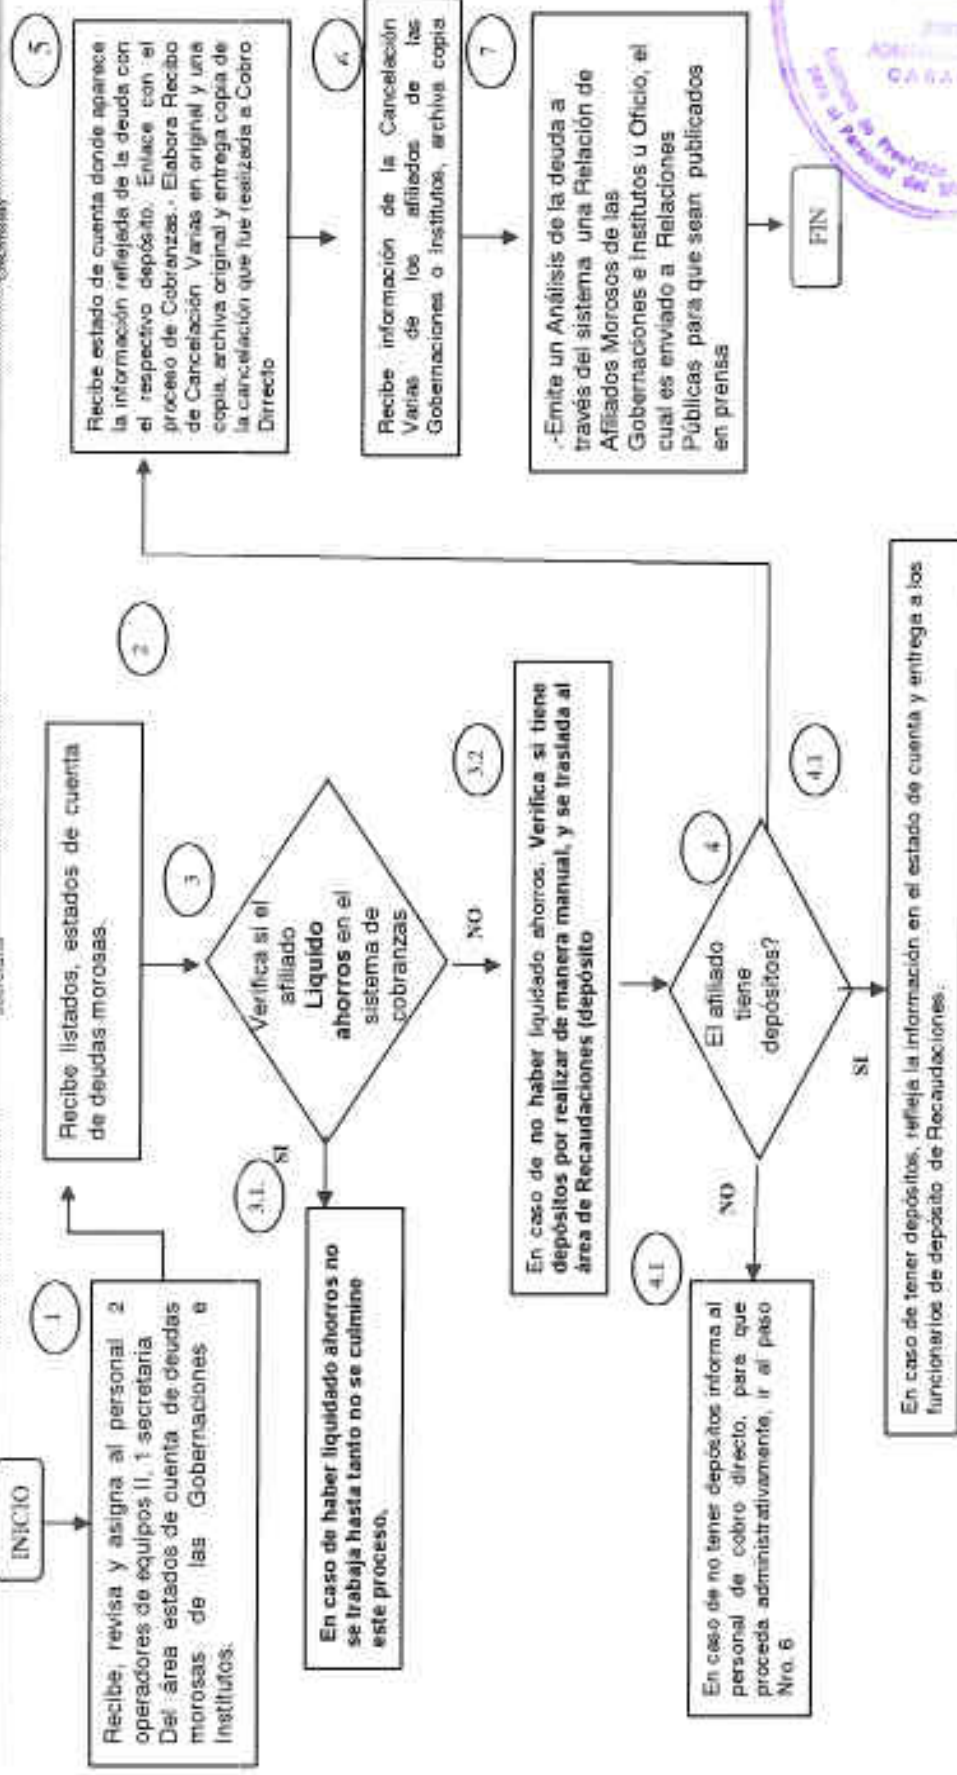 INICIO
1
Recibe, revisa y asigna al personal 2
operadores de equipos II, 1 secretaria
Del área estados de cuenta de deudas
morosas de las Gobernaciones e
Institutos.
2
Recibe listados, estados de cuenta
de deudas morosas.
3
Verifica si el
afiliado
Liquido
ahorros en el
sistema de
cobranzas
3.1.
SI
En caso de haber liquidado ahorros no
se trabaja hasta tanto no se culmine
este proceso,
NO
3.2
En caso de no haber liquidado ahorros. Verifica si tiene
depósitos por realizar de manera manual, y se traslada al
área de Recaudaciones (depósito
4
El afiliado
tiene
depósitos?
4.1
NO
En caso de no tener depósitos informa al
personal de cobro directo, para que
proceda administrativamente, ir al paso
Nro. 6
4.1
SI
En caso de tener depósitos, refleja la información en el estado de cuenta y entrega a los
funcionarios de depósito de Recaudaciones.
5
Recibe estado de cuenta donde aparece
la información reflejada de la deuda con
el respectivo depósito. Enlace con el
proceso de Cobranzas.- Elabora Recibo
de Cancelación Varias en original y una
copia, archiva original y entrega copia de
la cancelación que fue realizada a Cobro
Dirrecto
6
Recibe información de la Cancelación
Varias de los afiliados de las
Gobernaciones o Institutos, archiva copia
7
.-Emite un Análisis de la deuda a
través del sistema una Relación de
Afiliados Morosos de las
Gobernaciones e Institutos u Oficio, el
cual es enviado a Relaciones
Públicas para que sean publicados
en prensa
FIN